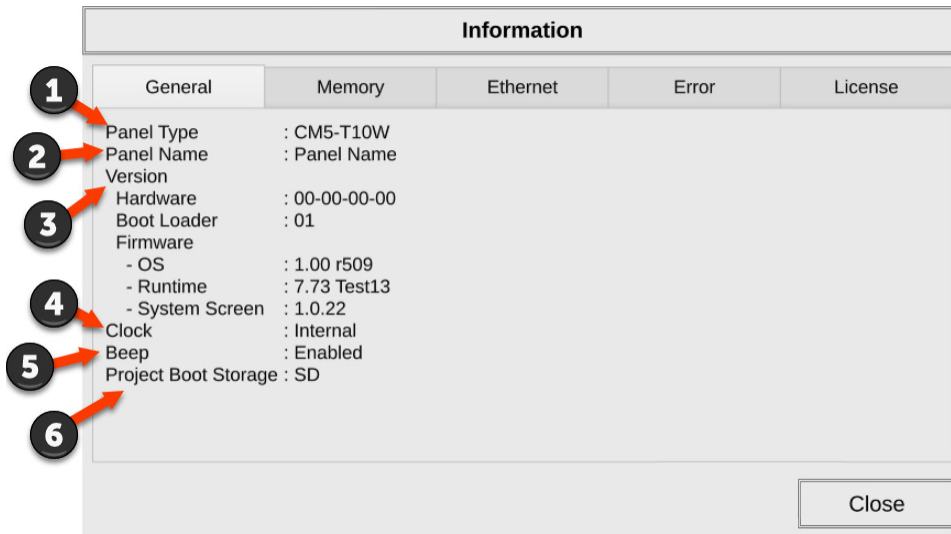 Information
General Memory Ethernet Error License
1 Panel Type : CM5-T10W
2 Panel Name : Panel Name
3 Version
Hardware : 00-00-00-00
Boot Loader : 01
Firmware
- OS : 1.00 r509
- Runtime : 7.73 Test13
- System Screen : 1.0.22
4 Clock : Internal
5 Beep : Enabled
6 Project Boot Storage : SD
Close